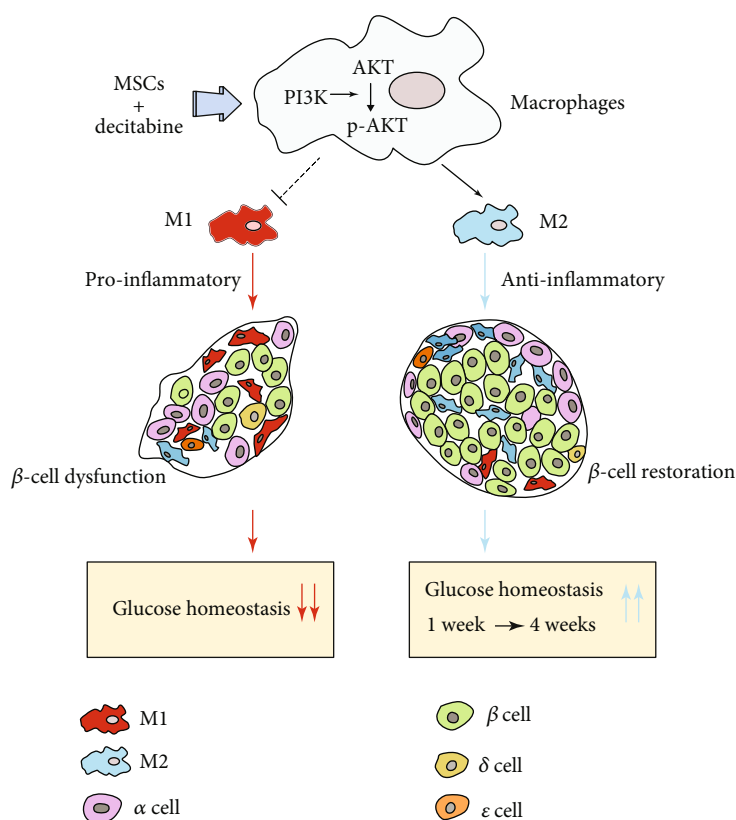 MSCs
+
decitabine
AKT
PI3K
p-AKT
Macrophages
M1
M2
Pro-inflammatory
Anti-inflammatory
β-cell dysfunction
β-cell restoration
Glucose homeostasis
Glucose homeostasis
1 week → 4 weeks
M1
M2
α cell
β cell
δ cell
ε cell